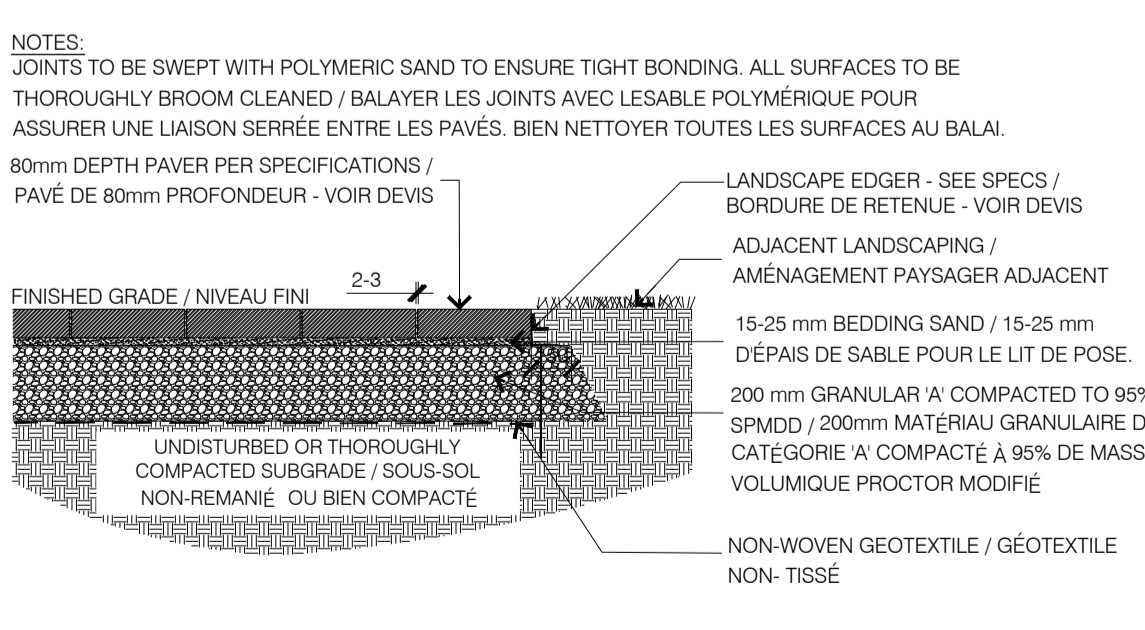 NOTES:
JOINTS TO BE SWEPT WITH POLYMERIC SAND TO ENSURE TIGHT BONDING. ALL SURFACES TO BE
THOROUGHLY BROOM CLEANED / BALAYER LES JOINTS AVEC LESABLE POLYMÉRIQUE POUR
ASSURER UNE LIAISON SERRÉE ENTRE LES PAVÉS. BIEN NETTOYER TOUTES LES SURFACES AU BALAI.
80mm DEPTH PAVER PER SPECIFICATIONS /
PAVÉ DE 80mm PROFONDEUR - VOIR DEVIS
LANDSCAPE EDGER - SEE SPECS /
BORDURE DE RETENUE - VOIR DEVIS
ADJACENT LANDSCAPING /
AMÉNAGEMENT PAYSAGER ADJACENT
2-3
FINISHED GRADE / NIVEAU FINI
15-25 mm BEDDING SAND / 15-25 mm
D'ÉPAIS DE SABLE POUR LE LIT DE POSE.
200 mm GRANULAR 'A' COMPACTED TO 95%
SPMDD / 200mm MATÉRIAU GRANULAIRE D
CATÉGORIE 'A' COMPACTÉ À 95% DE MASS
VOLUMIQUE PROCTOR MODIFIÉ
UNDISTURBED OR THOROUGHLY
COMPACTED SUBGRADE / SOUS-SOL
NON-REMANIÉ OU BIEN COMPACTÉ
NON-WOVEN GEOTEXTILE / GÉOTEXTILE
NON- TISSÉ